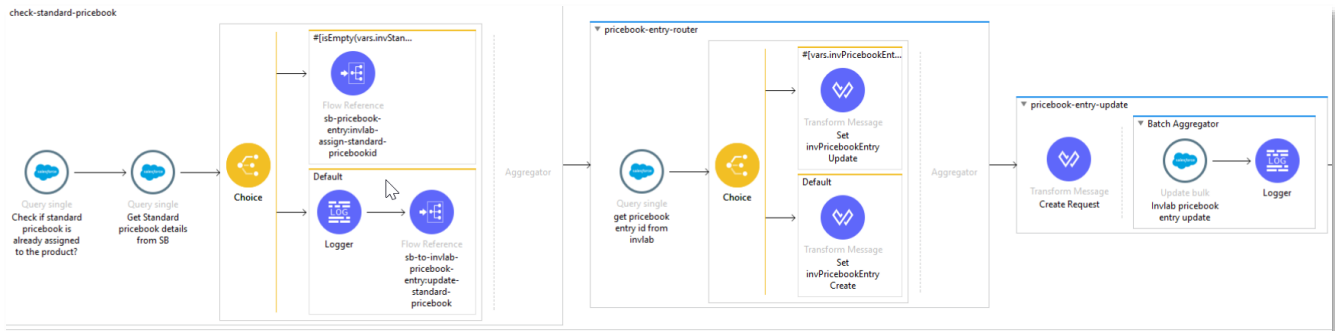 check-standard-pricebook
Query single
Check if standard
pricebook is
already assigned
to the product?
Query single
Get Standard
pricebook details
from SB
Choice
#[isEmpty(vars.invStan...
Flow Reference
sb-pricebook-
entry:invlab-
assign-standard-
pricebookid
Default
LOG
Logger
Flow Reference
sb-to-invlab-
pricebook-
entry:update-
standard-
pricebook
Aggregator
pricebook-entry-router
Query single
get pricebook
entry id from
invlab
Choice
#[vars.invPricebookEnt...
Transform Message
Set
invPricebookEntry
Update
Default
Transform Message
Set
invPricebookEntry
Create
Aggregator
pricebook-entry-update
Transform Message
Create Request
Batch Aggregator
Update bulk
Invlab pricebook
entry update
LOG
Logger